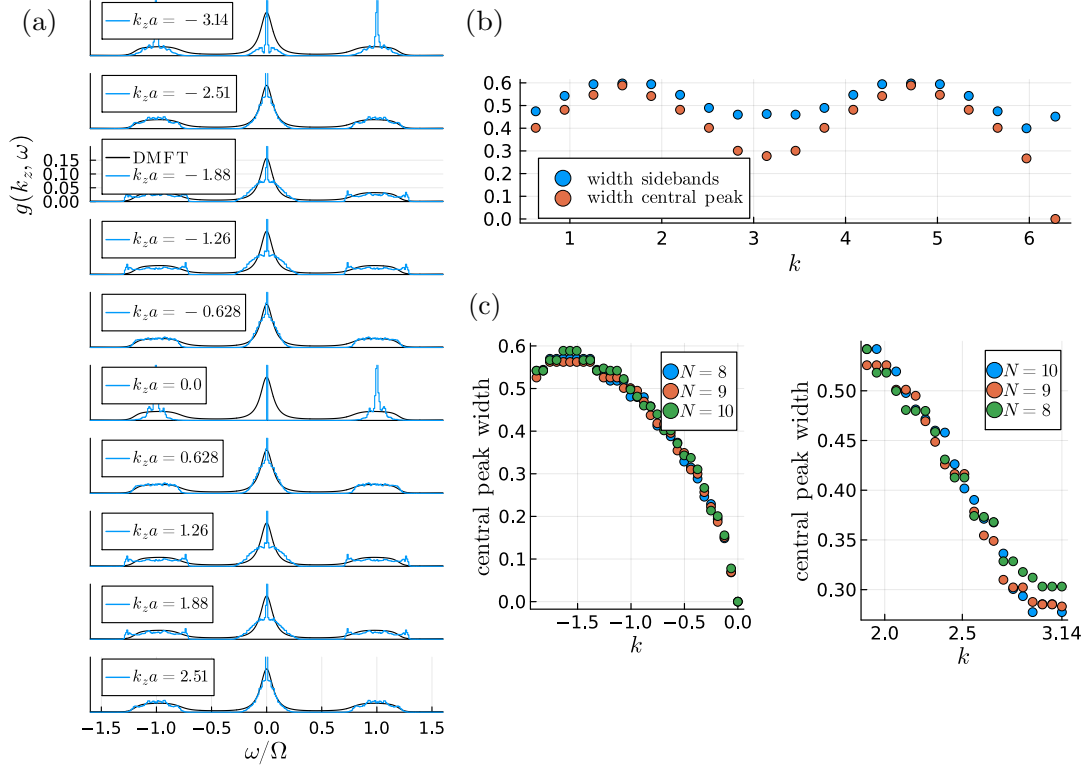 (a)
k_z a = − 3.14
k_z a = − 2.51
g(k_z, ω)
0.15
0.10
0.05
0.00
DMFT
k_z a = − 1.88
k_z a = − 1.26
k_z a = − 0.628
k_z a = 0.0
k_z a = 0.628
k_z a = 1.26
k_z a = 1.88
k_z a = 2.51
−1.5 −1.0 −0.5 0.0 0.5 1.0 1.5
ω/Ω
(b)
0.6
0.5
0.4
0.3
0.2
0.1
0.0
width sidebands
width central peak
1 2 3 4 5 6
k
(c)
central peak width
0.6
0.5
0.4
0.3
0.2
0.1
0.0
N = 8
N = 9
N = 10
−1.5 −1.0 −0.5 0.0
k
central peak width
0.50
0.45
0.40
0.35
0.30
N = 10
N = 9
N = 8
2.0 2.5 3.14
k